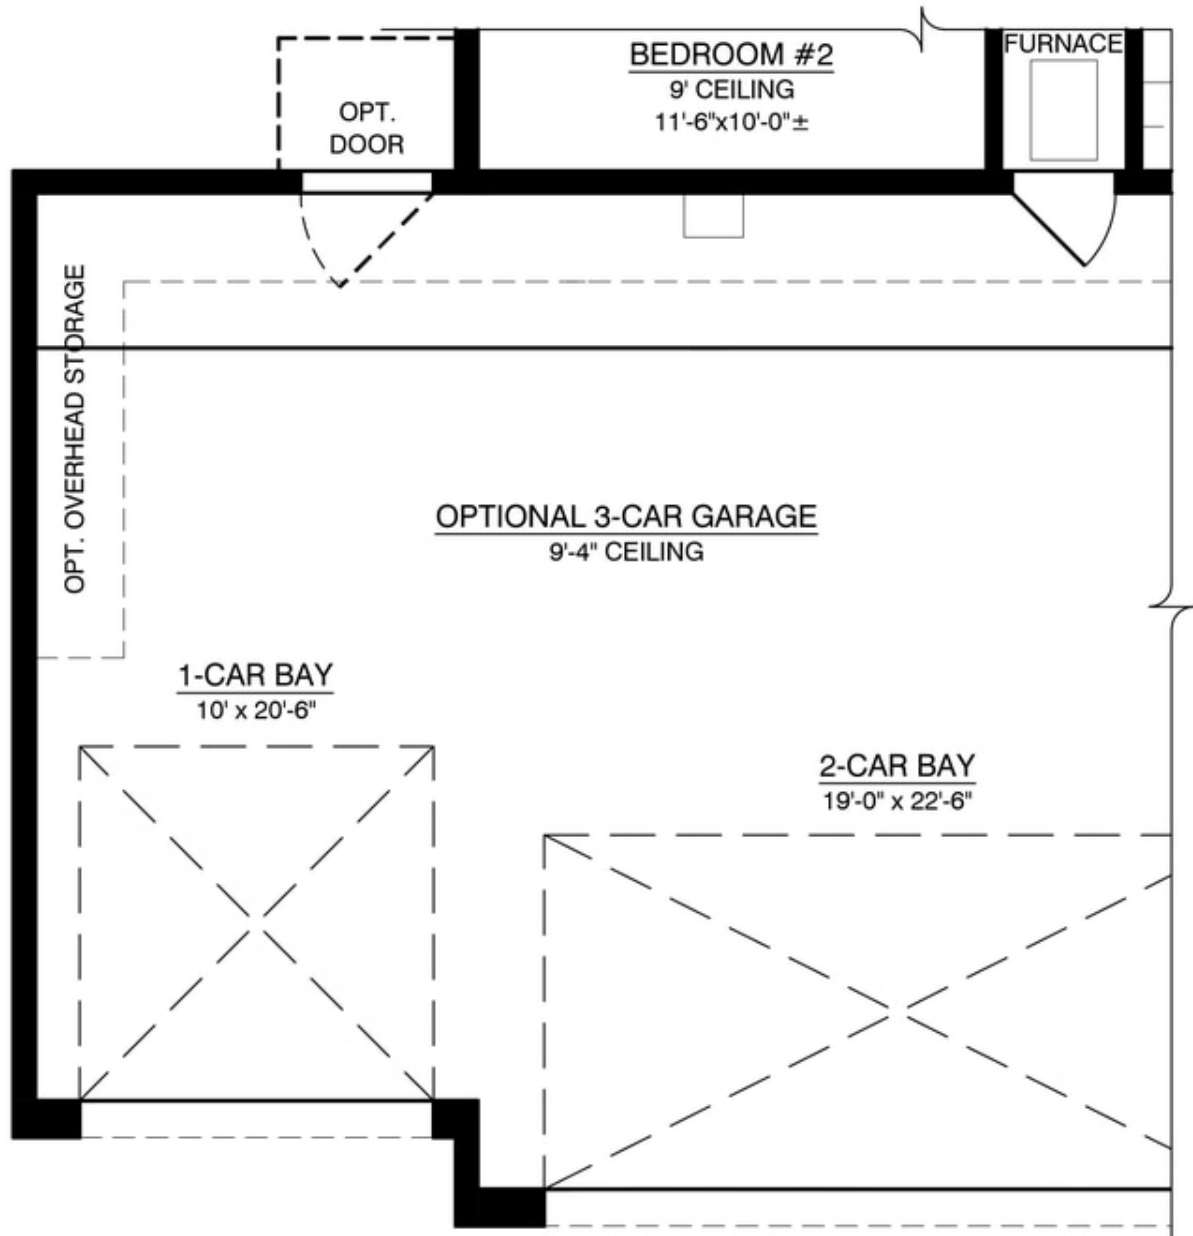 BEDROOM #2
9' CEILING
11'-6"x10'-0"±
FURNACE
OPT.
DOOR
OPT. OVERHEAD STORAGE
OPTIONAL 3-CAR GARAGE
9'-4" CEILING
1-CAR BAY
10' x 20'-6"
2-CAR BAY
19'-0" x 22'-6"